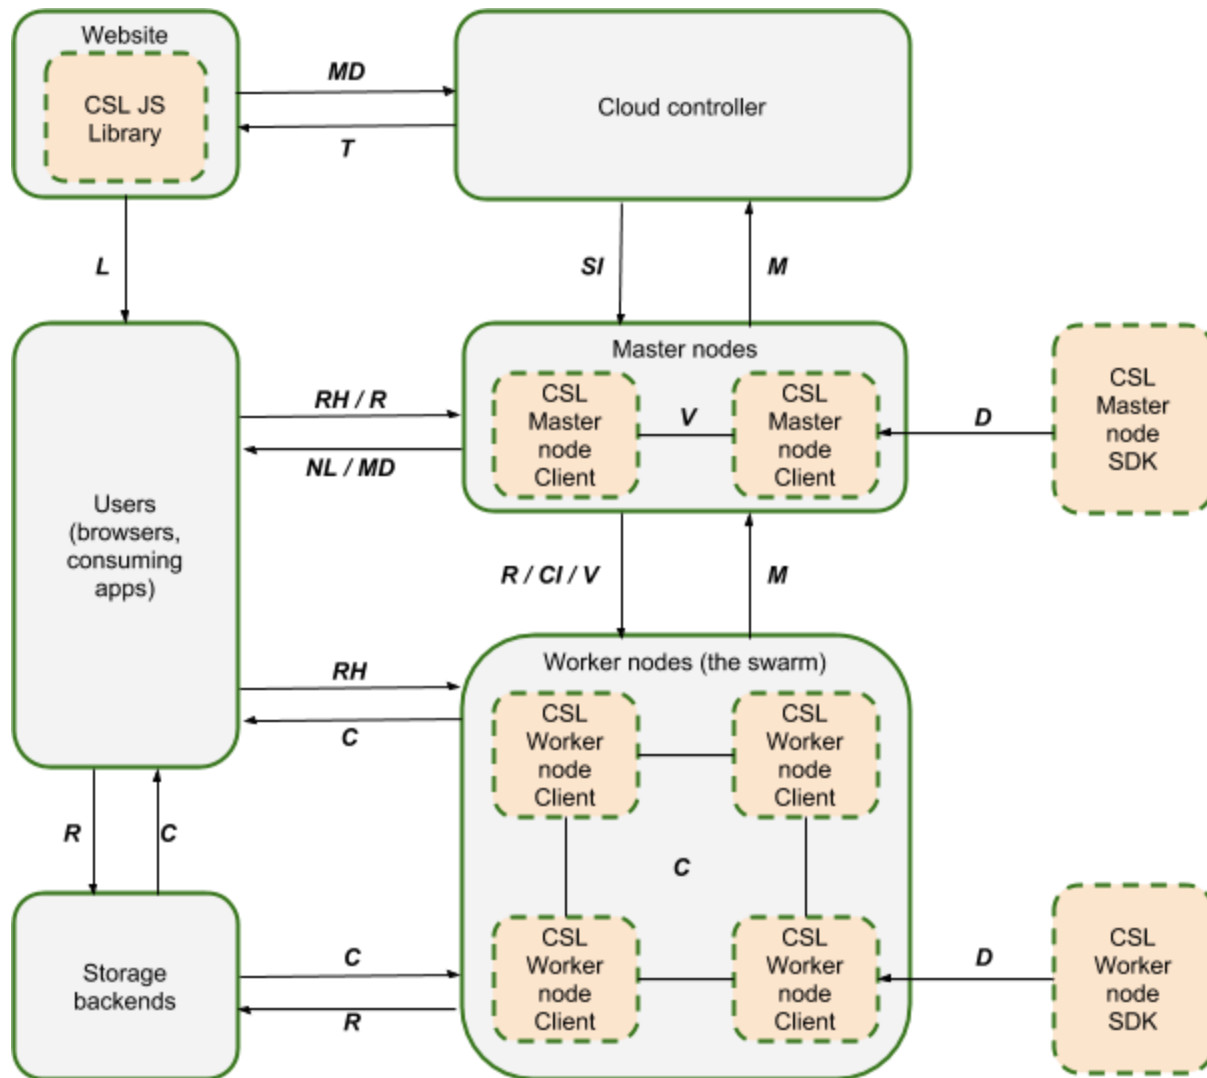 Website
CSL JS
Library
MD
T
Cloud controller
L
SI
M
Users
(browsers,
consuming
apps)
RH / R
NL / MD
Master nodes
CSL
Master
node
Client
V
CSL
Master
node
Client
D
CSL
Master
node
SDK
R / CI / V
M
RH
C
Worker nodes (the swarm)
CSL
Worker
node
Client
CSL
Worker
node
Client
C
CSL
Worker
node
Client
CSL
Worker
node
Client
D
CSL
Worker
node
SDK
R
C
Storage
backends
C
R